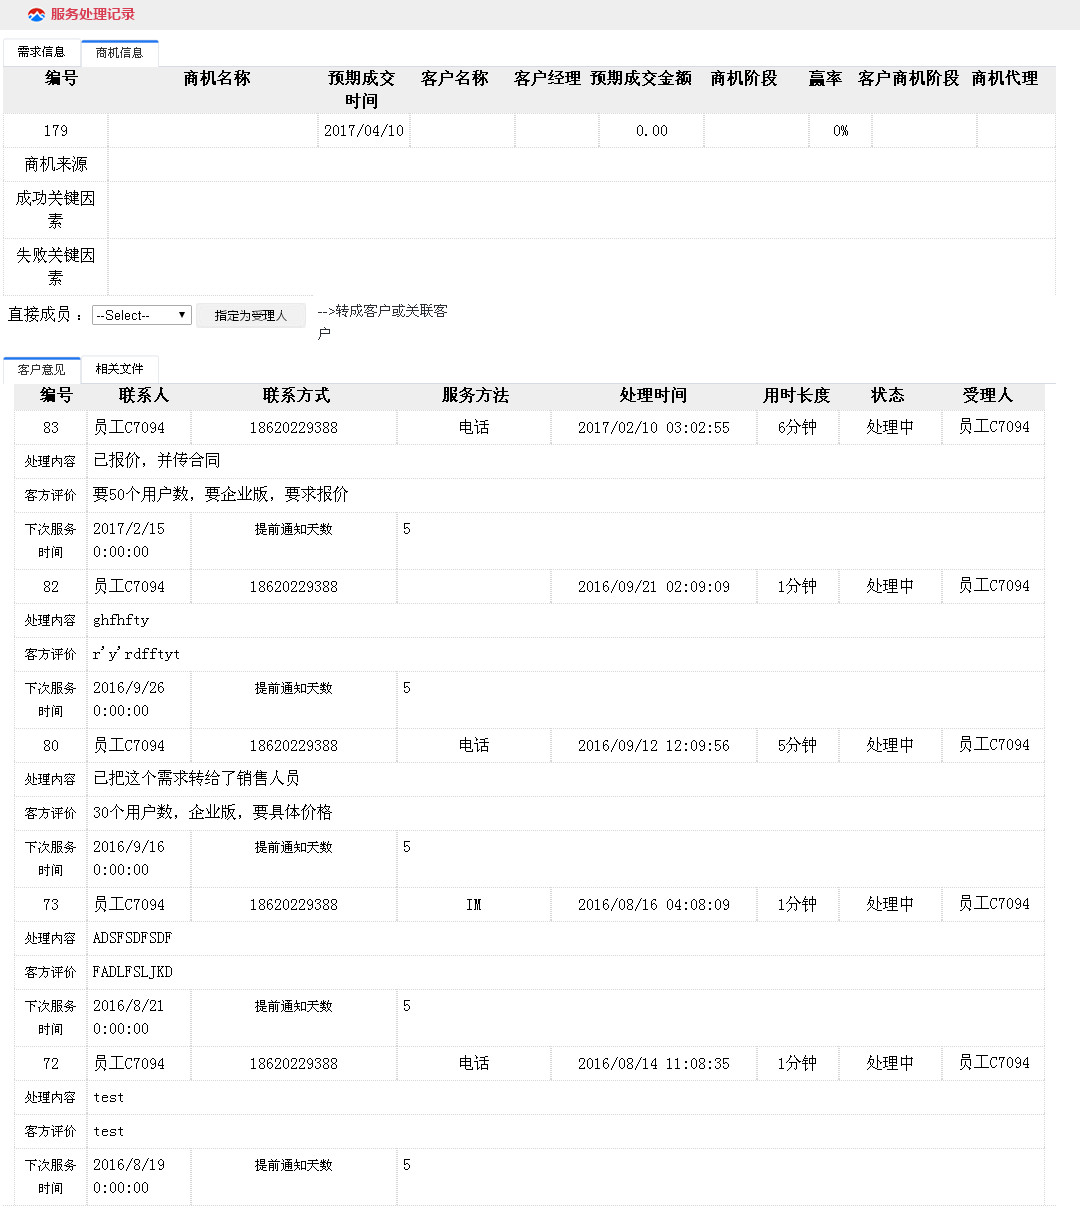 服务处理记录
需求信息 商机信息
编号 商机名称 预期成交时间 客户名称 客户经理 预期成交金额 商机阶段 赢率 客户商机阶段 商机代理
179 2017/04/10 0.00 0%
商机来源
成功关键因素
失败关键因素
直接成员： --Select-- 指定为受理人 -->转成客户或关联客户
客户意见 相关文件
编号 联系人 联系方式 服务方法 处理时间 用时长度 状态 受理人
83 员工C7094 18620229388 电话 2017/02/10 03:02:55 6分钟 处理中 员工C7094
处理内容 已报价，并传合同
客方评价 要50个用户数，要企业版，要求报价
下次服务时间 2017/2/15 0:00:00 提前通知天数 5
82 员工C7094 18620229388 2016/09/21 02:09:09 1分钟 处理中 员工C7094
处理内容 ghfhfty
客方评价 r'y'rdfftyt
下次服务时间 2016/9/26 0:00:00 提前通知天数 5
80 员工C7094 18620229388 电话 2016/09/12 12:09:56 5分钟 处理中 员工C7094
处理内容 已把这个需求转给了销售人员
客方评价 30个用户数，企业版，要具体价格
下次服务时间 2016/9/16 0:00:00 提前通知天数 5
73 员工C7094 18620229388 IM 2016/08/16 04:08:09 1分钟 处理中 员工C7094
处理内容 ADSFSDFSDF
客方评价 FADLFSLJKD
下次服务时间 2016/8/21 0:00:00 提前通知天数 5
72 员工C7094 18620229388 电话 2016/08/14 11:08:35 1分钟 处理中 员工C7094
处理内容 test
客方评价 test
下次服务时间 2016/8/19 0:00:00 提前通知天数 5